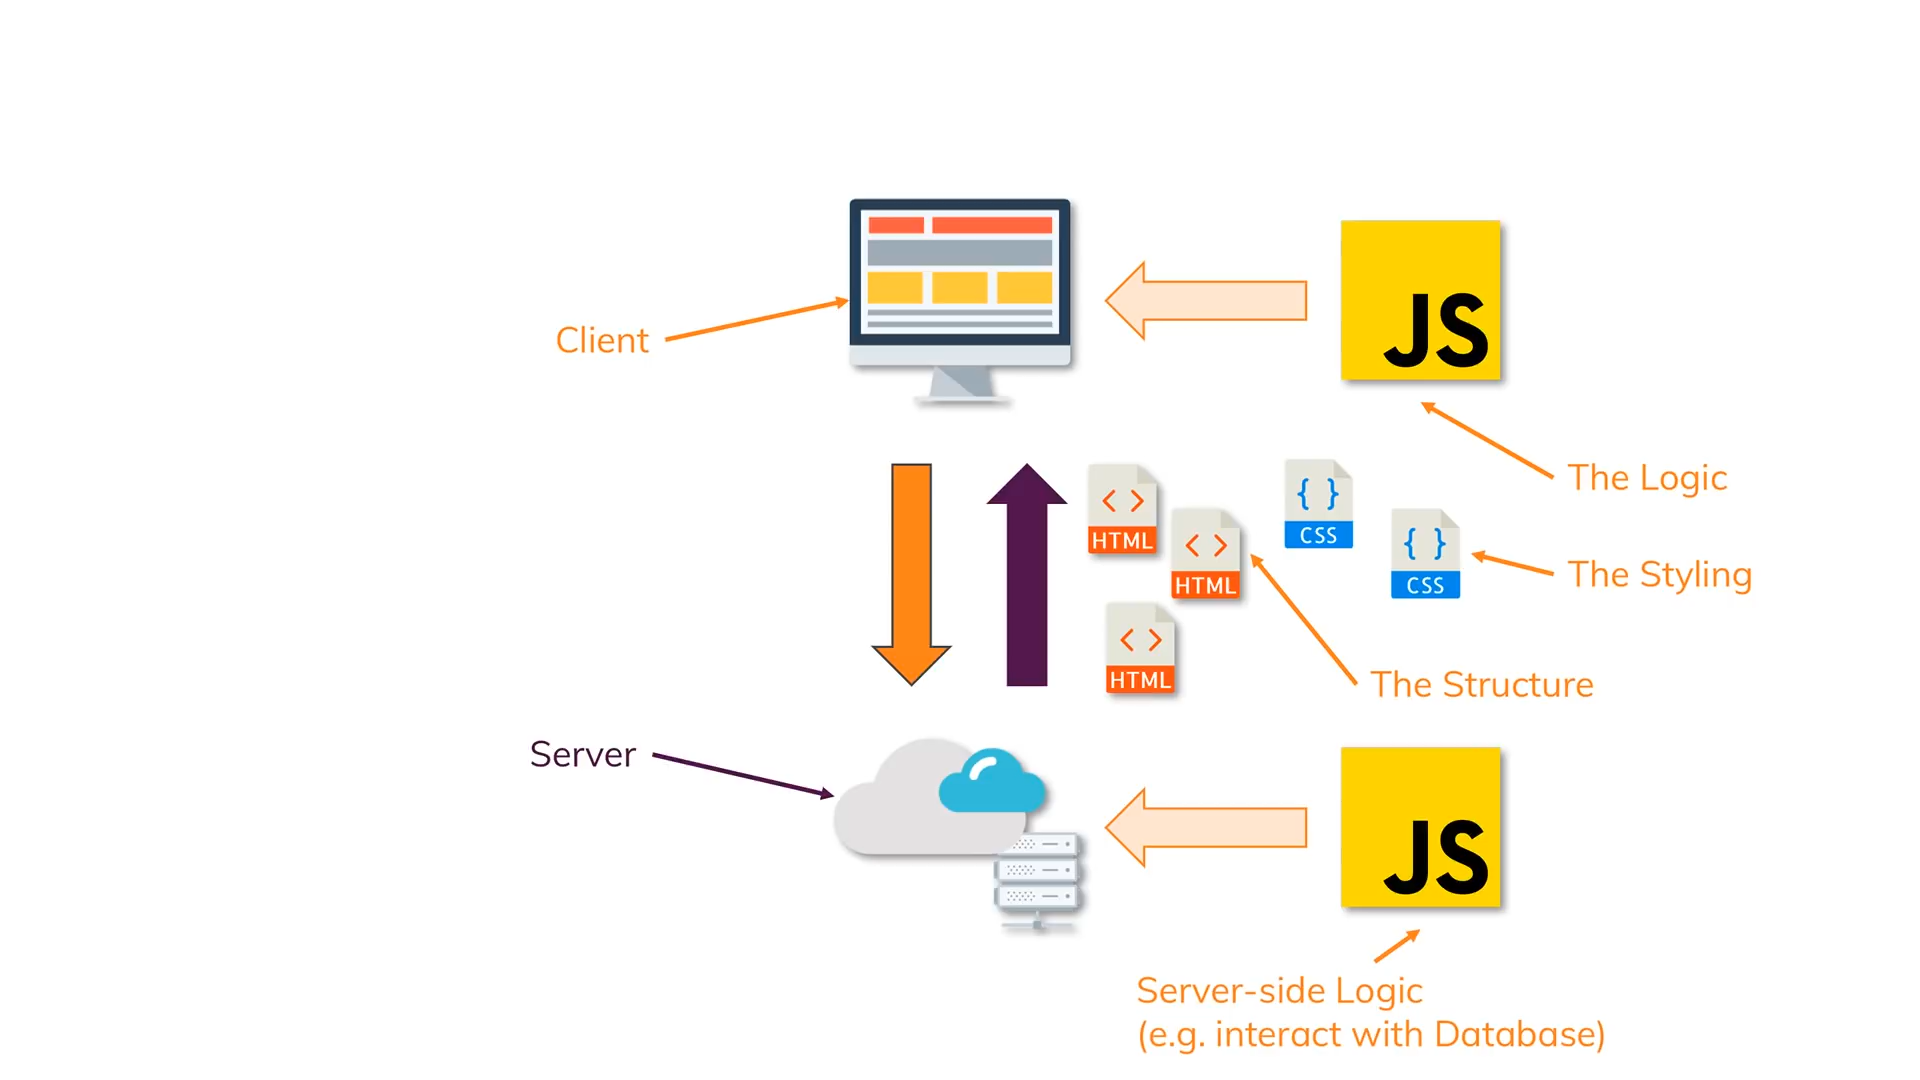 JS
Client
The Logic
HTML
CSS
HTML
CSS
The Styling
HTML
The Structure
Server
JS
Server-side Logic
(e.g. interact with Database)